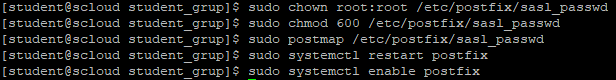 [student@scloud student_grup]$ sudo chown root:root /etc/postfix/sasl_passwd
[student@scloud student_grup]$ sudo chmod 600 /etc/postfix/sasl_passwd
[student@scloud student_grup]$ sudo postmap /etc/postfix/sasl_passwd
[student@scloud student_grup]$ sudo systemctl restart postfix
[student@scloud student_grup]$ sudo systemctl enable postfix